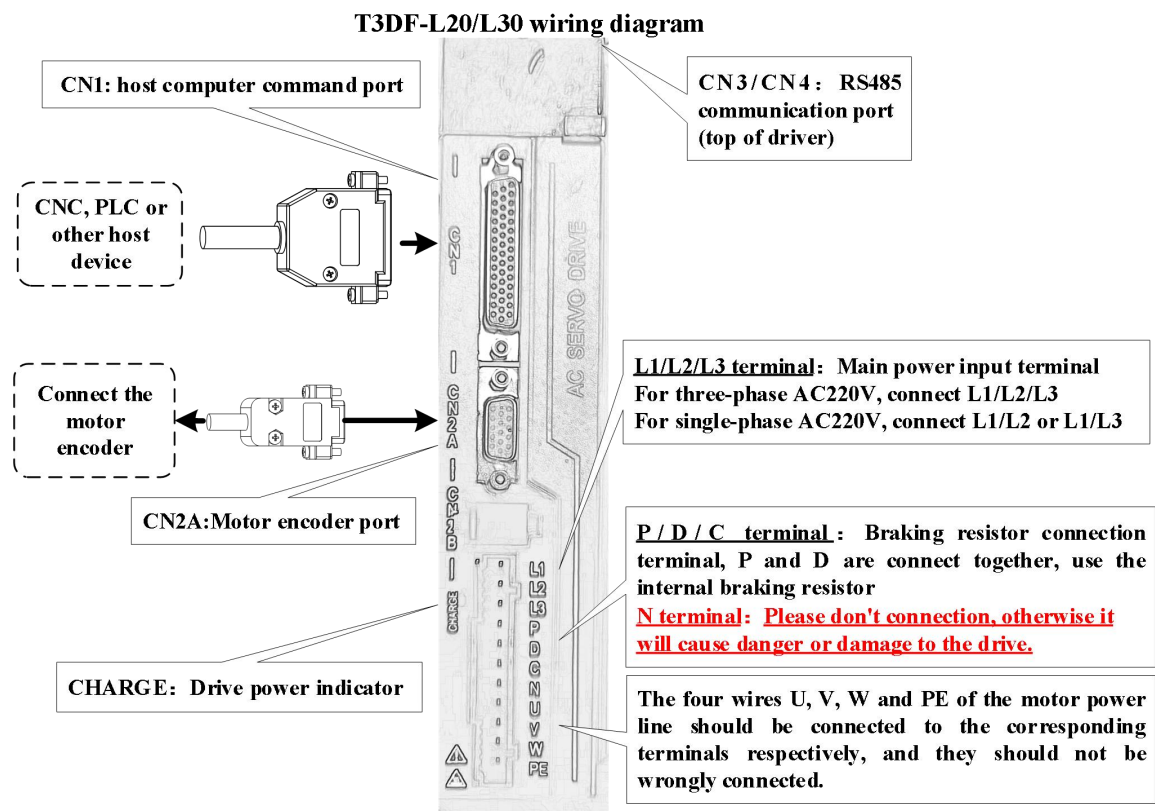 T3DF-L20/L30 wiring diagram
CN1: host computer command port
CN3/CN4：RS485
communication port
(top of driver)
CNC, PLC or
other host
device
CN1
AC SERVO DRIVE
L1/L2/L3 terminal：Main power input terminal
For three-phase AC220V, connect L1/L2/L3
For single-phase AC220V, connect L1/L2 or L1/L3
Connect the
motor
encoder
CN2A
CN2A:Motor encoder port
CN2B
P/D/C terminal：Braking resistor connection
terminal, P and D are connect together, use the
internal braking resistor
N terminal：Please don't connection, otherwise it
will cause danger or damage to the drive.
L1
L2
L3
P
D
C
N
U
V
W
PE
CHARGE
CHARGE：Drive power indicator
The four wires U, V, W and PE of the motor power
line should be connected to the corresponding
terminals respectively, and they should not be
wrongly connected.